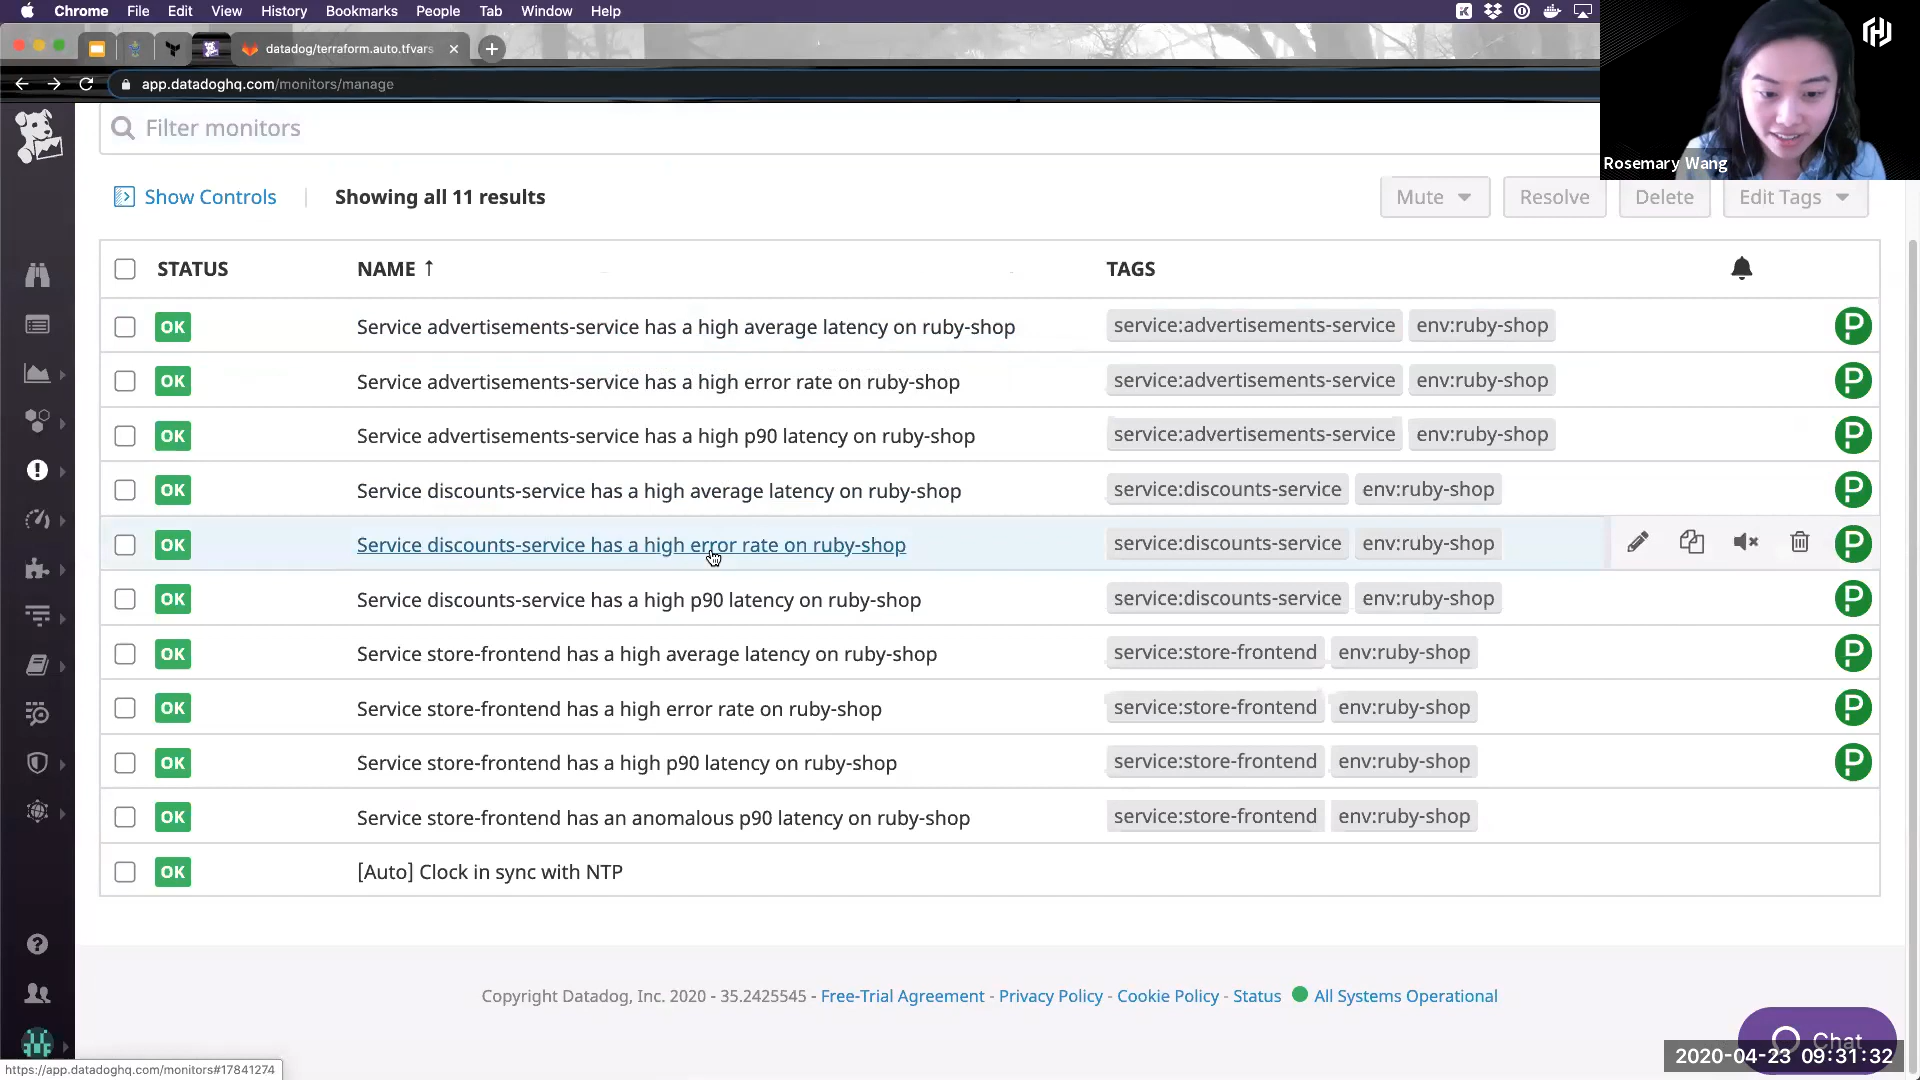 Chrome File Edit View History Bookmarks People Tab Window Help
datadog/terraform.auto.tfvars
app.datadoghq.com/monitors/manage
Rosemary Wang
Filter monitors
Show Controls Showing all 11 results Mute Resolve Delete Edit Tags
STATUS NAME ↑ TAGS
OK Service advertisements-service has a high average latency on ruby-shop service:advertisements-service env:ruby-shop
OK Service advertisements-service has a high error rate on ruby-shop service:advertisements-service env:ruby-shop
OK Service advertisements-service has a high p90 latency on ruby-shop service:advertisements-service env:ruby-shop
OK Service discounts-service has a high average latency on ruby-shop service:discounts-service env:ruby-shop
OK Service discounts-service has a high error rate on ruby-shop service:discounts-service env:ruby-shop
OK Service discounts-service has a high p90 latency on ruby-shop service:discounts-service env:ruby-shop
OK Service store-frontend has a high average latency on ruby-shop service:store-frontend env:ruby-shop
OK Service store-frontend has a high error rate on ruby-shop service:store-frontend env:ruby-shop
OK Service store-frontend has a high p90 latency on ruby-shop service:store-frontend env:ruby-shop
OK Service store-frontend has an anomalous p90 latency on ruby-shop service:store-frontend env:ruby-shop
OK [Auto] Clock in sync with NTP
Copyright Datadog, Inc. 2020 - 35.2425545 - Free-Trial Agreement - Privacy Policy - Cookie Policy - Status All Systems Operational
Chat
2020-04-23 09:31:32
https://app.datadoghq.com/monitors#17841274